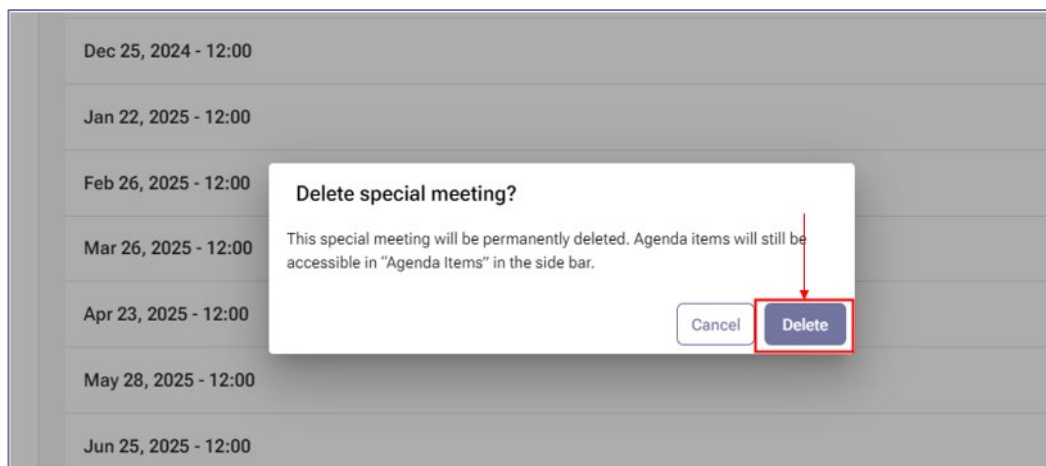 Dec 25, 2024 - 12:00
Jan 22, 2025 - 12:00
Feb 26, 2025 - 12:00
Delete special meeting?
This special meeting will be permanently deleted. Agenda items will still be
accessible in "Agenda Items" in the side bar.
Mar 26, 2025 - 12:00
Apr 23, 2025 - 12:00
Cancel
Delete
May 28, 2025 - 12:00
Jun 25, 2025 - 12:00